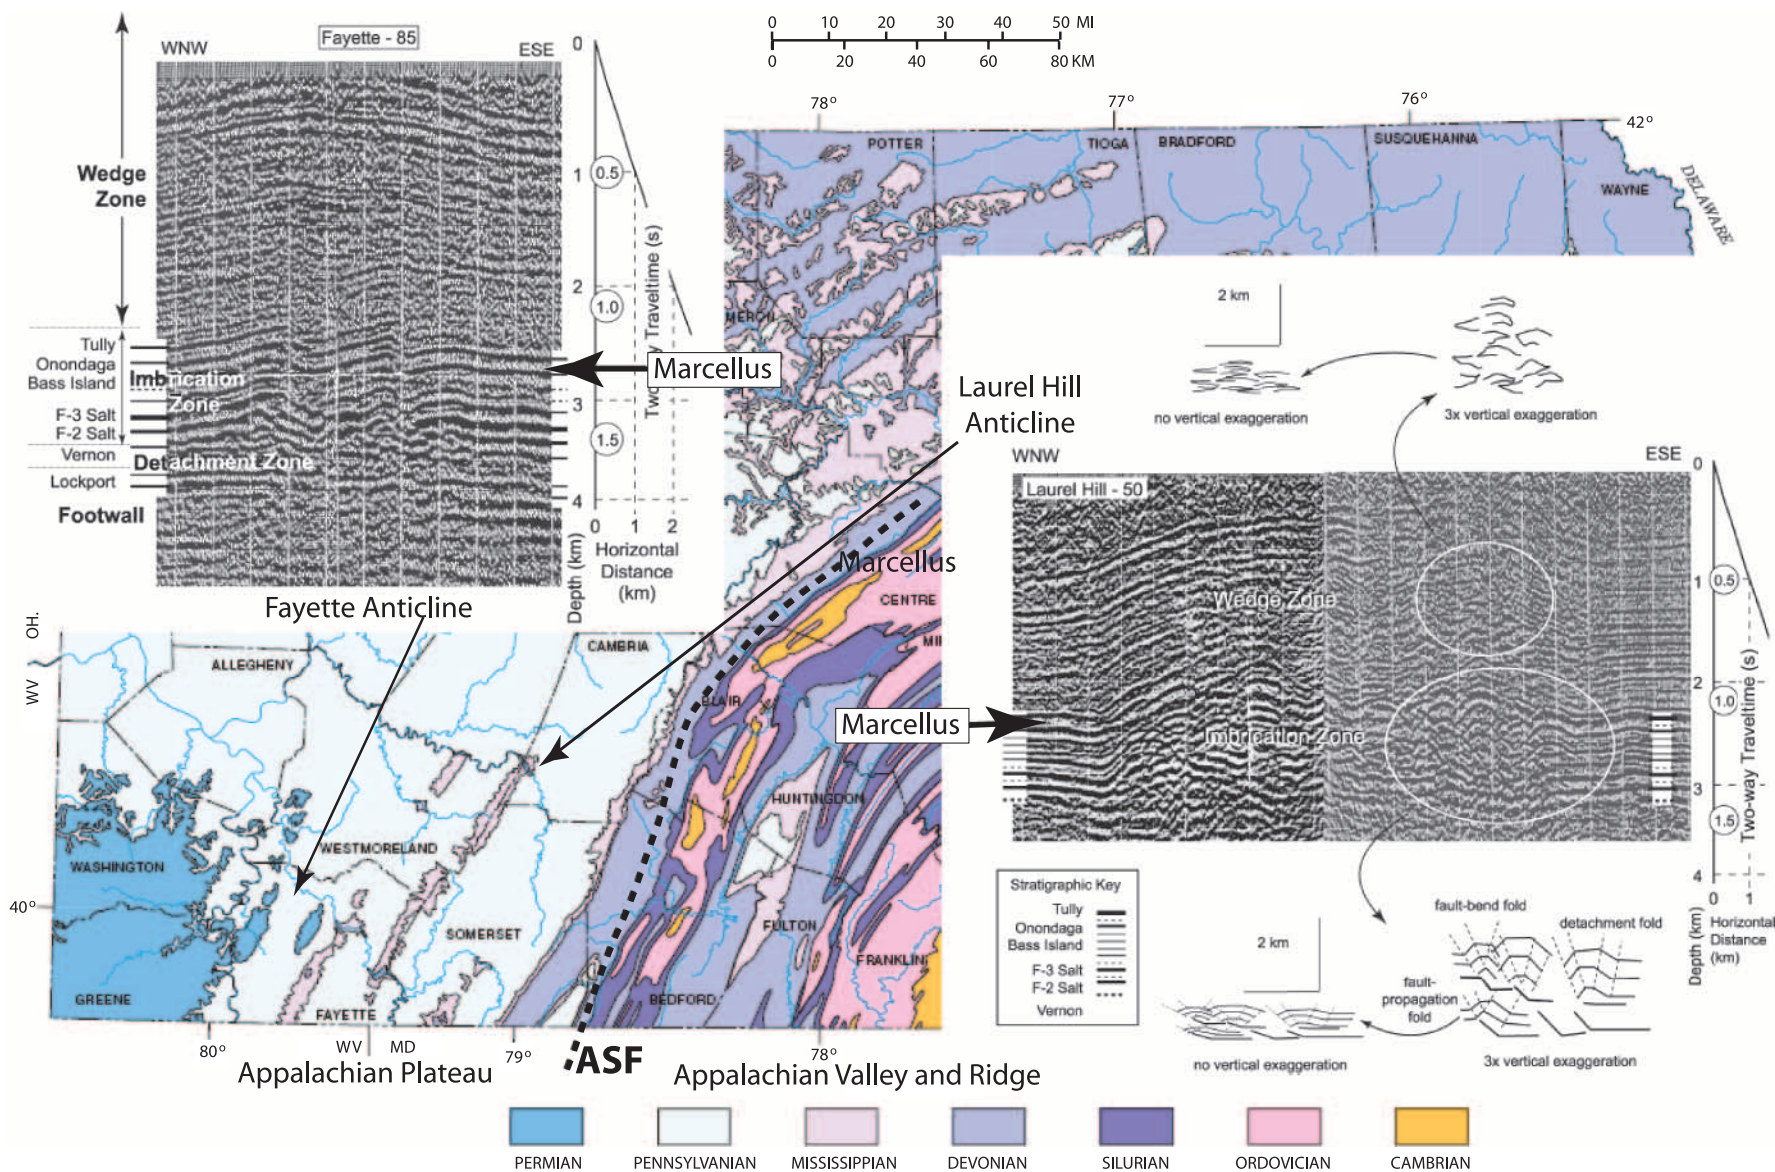 0 10 20 30 40 50 MI
0 20 40 60 80 KM
WNW
Fayette - 85
ESE
Wedge
Zone
Tully
Onondaga
Bass Island
Imbrication
Zone
F-3 Salt
F-2 Salt
Vernon
Detachment Zone
Lockport
Footwall
0
1
2
3
4
0.5
1.0
1.5
Traveltime (s)
0 1 2
Depth (km)
Horizontal
Distance
(km)
Marcellus
78°
77°
76°
42°
POTTER
TIOGA
BRADFORD
SUSQUEHANNA
WAYNE
DELAWARE
Laurel Hill
Anticline
2 km
no vertical exaggeration
3x vertical exaggeration
WNW
ESE
Laurel Hill - 50
Wedge Zone
Imbrication Zone
Marcellus
0
1
2
3
4
0.5
1.0
1.5
Two-way Traveltime (s)
Depth (km)
0 1
Horizontal
Distance
(km)
Stratigraphic Key
Tully
Onondaga
Bass Island
F-3 Salt
F-2 Salt
Vernon
2 km
fault-bend fold
detachment fold
fault-
propagation
fold
no vertical exaggeration
3x vertical exaggeration
Fayette Anticline
OH.
WV
Marcellus
CENTRE
ALLEGHENY
CAMBRIA
BLAIR
HUNTINGDON
WASHINGTON
WESTMORELAND
40°
SOMERSET
FULTON
FRANKLIN
GREENE
FAYETTE
BEDFORD
80°
WV
MD
79°
78°
ASF
Appalachian Plateau
Appalachian Valley and Ridge
PERMIAN
PENNSYLVANIAN
MISSISSIPPIAN
DEVONIAN
SILURIAN
ORDOVICIAN
CAMBRIAN